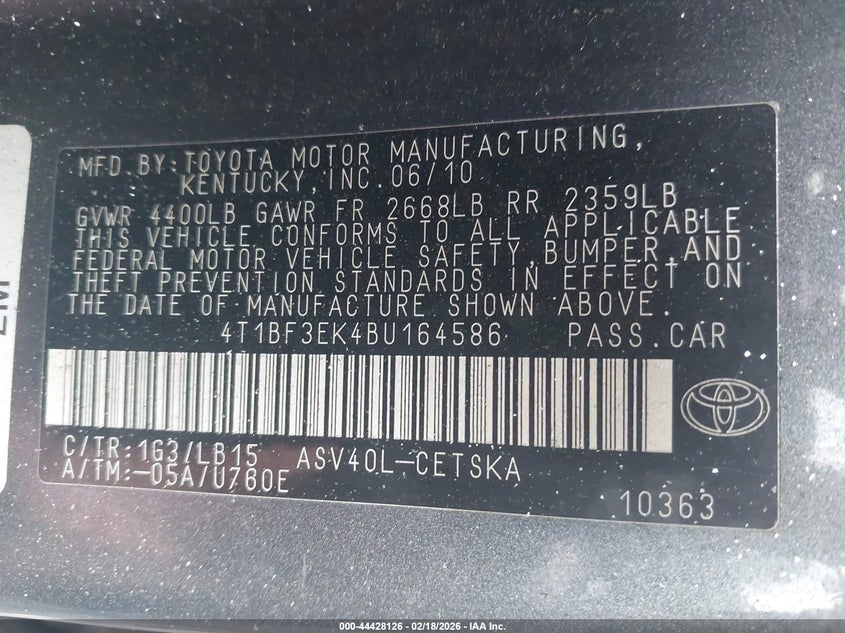 MFD.BY:TOYOTA MOTOR MANUFACTURING,
KENTUCKY,INC.06/10
GVWR 4400LB GAWR FR 2668LB RR 2359LB
THIS VEHICLE CONFORMS TO ALL APPLICABLE
FEDERAL MOTOR VEHICLE SAFETY,BUMPER,AND
THEFT PREVENTION STANDARDS IN EFFECT ON
THE DATE OF MANUFACTURE SHOWN ABOVE.
4T1BF3EK4BU164586 PASS.CAR
C/TR:1G3/LB15 ASV40L-CETSKA
A/TM:-05A/U760E
10363
000-44428126 - 02/18/2026 - IAA Inc.